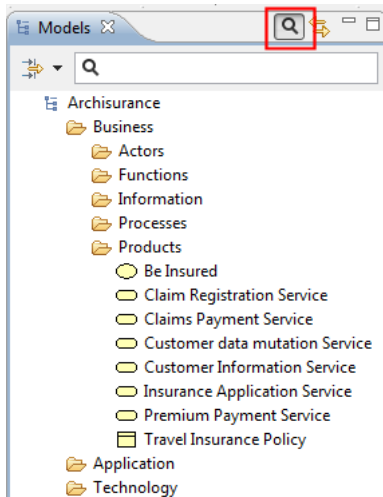 Models
Archisurance
Business
Actors
Functions
Information
Processes
Products
Be Insured
Claim Registration Service
Claims Payment Service
Customer data mutation Service
Customer Information Service
Insurance Application Service
Premium Payment Service
Travel Insurance Policy
Application
Technology